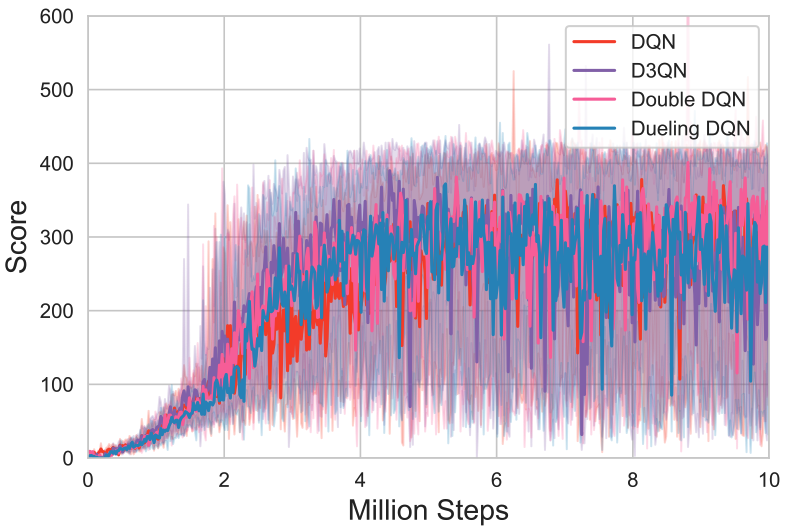 600
500
400
300
200
100
0
Score
DQN
D3QN
Double DQN
Dueling DQN
0 2 4 6 8 10
Million Steps